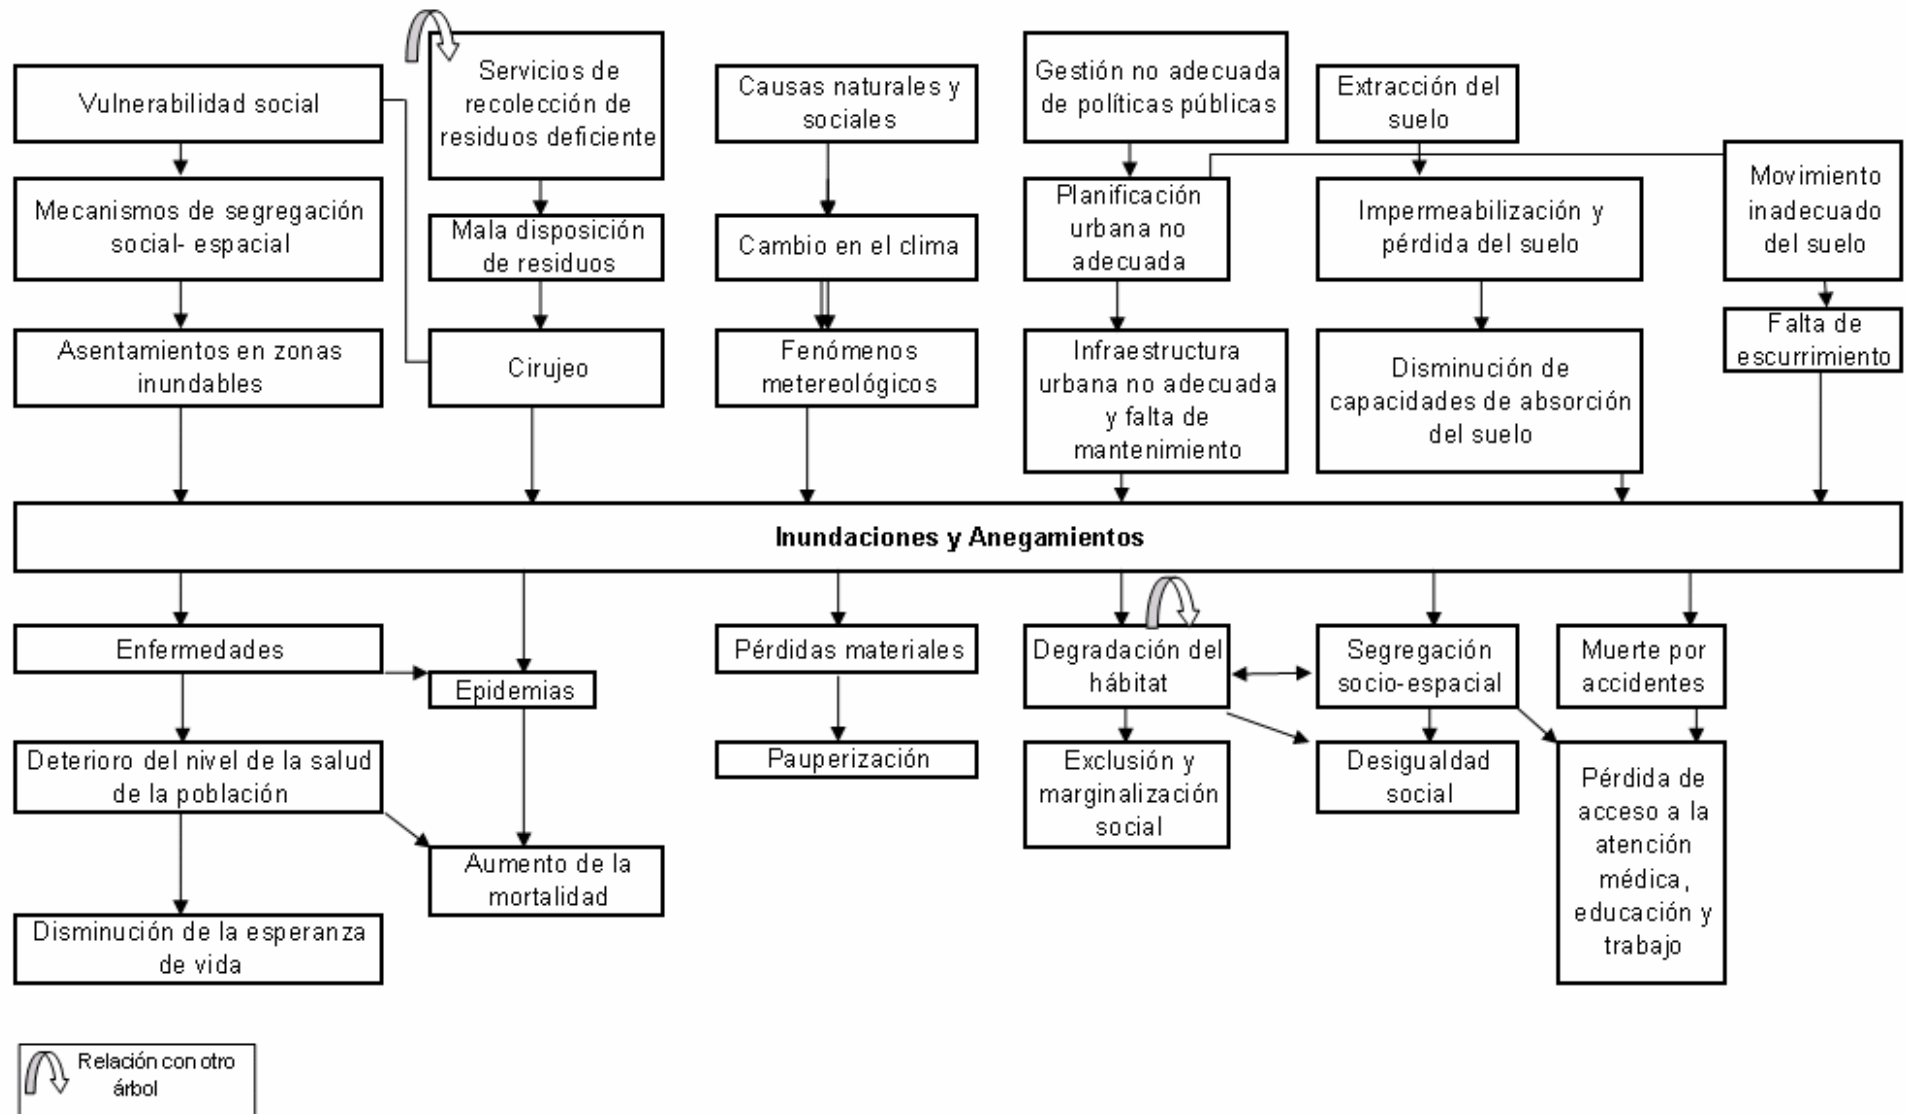 Vulnerabilidad social
Servicios de
recolección de
residuos deficiente
Causas naturales y
sociales
Gestión no adecuada
de políticas públicas
Extracción del
suelo
Mecanismos de segregación
social- espacial
Mala disposición
de residuos
Cambio en el clima
Planificación
urbana no
adecuada
Impermeabilización y
pérdida del suelo
Movimiento
inadecuado
del suelo
Asentamientos en zonas
inundables
Cirujeo
Fenómenos
metereológicos
Infraestructura
urbana no adecuada
y falta de
mantenimiento
Disminución de
capacidades de absorción
del suelo
Falta de
escurrimiento
Inundaciones y Anegamientos
Enfermedades
Epidemias
Pérdidas materiales
Degradación del
hábitat
Segregación
socio-espacial
Muerte por
accidentes
Deterioro del nivel de la salud
de la población
Pauperización
Exclusión y
marginalización
social
Desigualdad
social
Pérdida de
acceso a la
atención
médica,
educación y
trabajo
Aumento de la
mortalidad
Disminución de la esperanza
de vida
Relación con otro
árbol